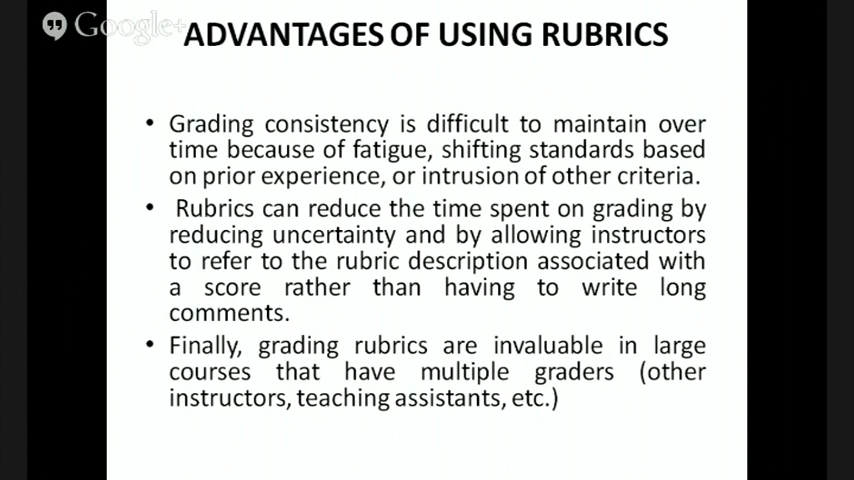 Google+
ADVANTAGES OF USING RUBRICS
• Grading consistency is difficult to maintain over
time because of fatigue, shifting standards based
on prior experience, or intrusion of other criteria.
• Rubrics can reduce the time spent on grading by
reducing uncertainty and by allowing instructors
to refer to the rubric description associated with
a score rather than having to write long
comments.
• Finally, grading rubrics are invaluable in large
courses that have multiple graders (other
instructors, teaching assistants, etc.)